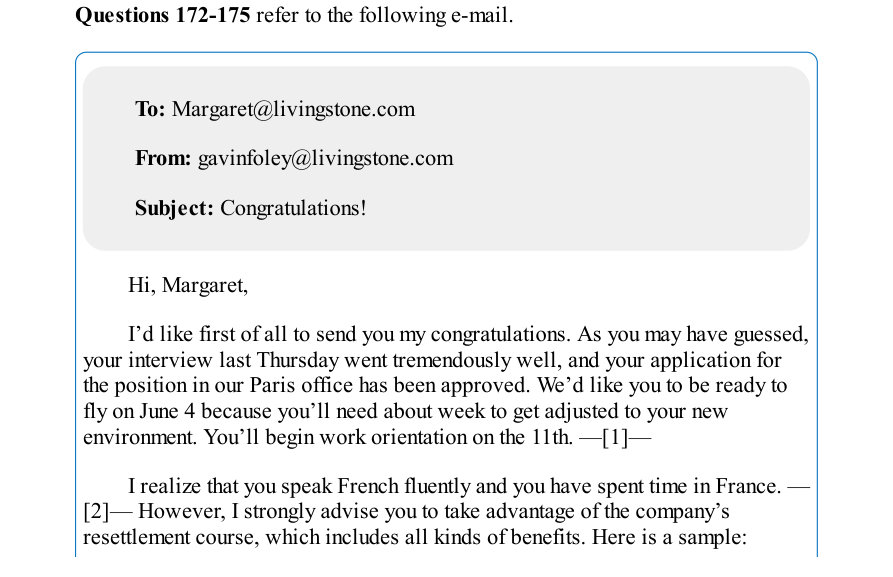 Questions 172-175 refer to the following e-mail.
To: Margaret@livingstone.com
From: gavinfoley@livingstone.com
Subject: Congratulations!
Hi, Margaret,
I’d like first of all to send you my congratulations. As you may have guessed,
your interview last Thursday went tremendously well, and your application for
the position in our Paris office has been approved. We’d like you to be ready to
fly on June 4 because you’ll need about week to get adjusted to your new
environment. You’ll begin work orientation on the 11th. —[1]—
I realize that you speak French fluently and you have spent time in France. —
[2]— However, I strongly advise you to take advantage of the company’s
resettlement course, which includes all kinds of benefits. Here is a sample: